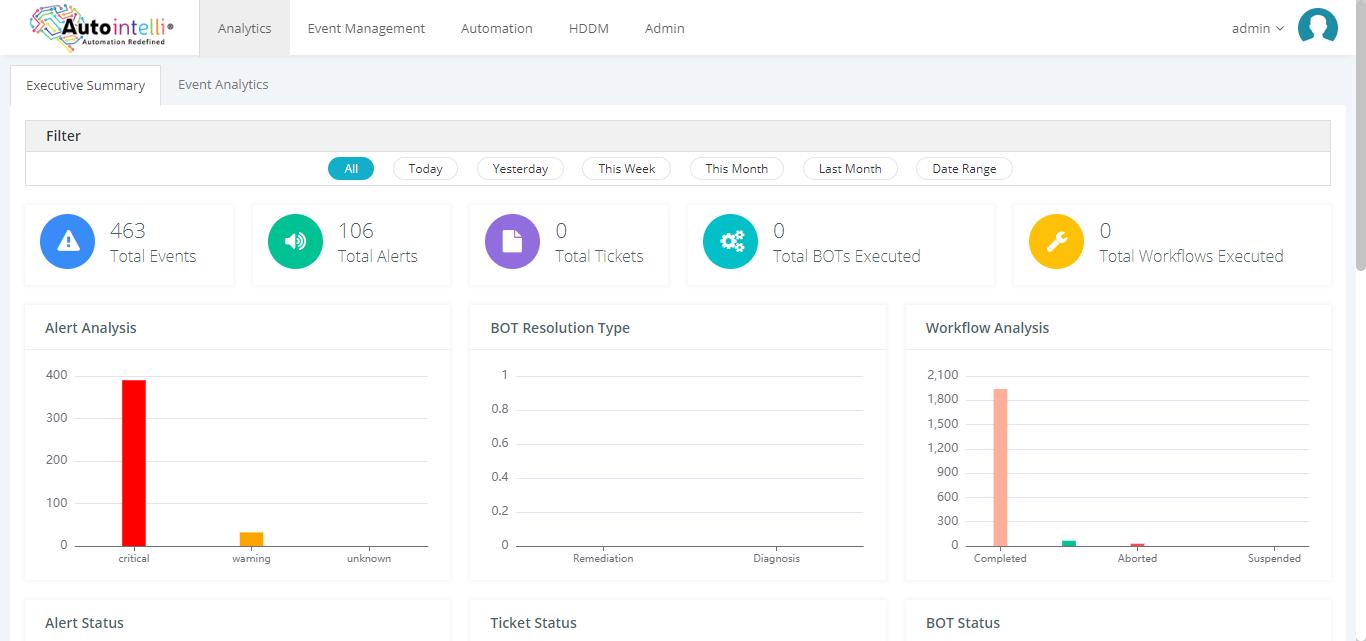 Autointelli®
Automation Redefined
Analytics
Event Management
Automation
HDDM
Admin
admin
Executive Summary
Event Analytics
Filter
All
Today
Yesterday
This Week
This Month
Last Month
Date Range
463
Total Events
106
Total Alerts
0
Total Tickets
0
Total BOTs Executed
0
Total Workflows Executed
Alert Analysis
400
300
200
100
0
critical
warning
unknown
BOT Resolution Type
1
0.8
0.6
0.4
0.2
0
Remediation
Diagnosis
Workflow Analysis
2,100
1,800
1,500
1,200
900
600
300
0
Completed
Aborted
Suspended
Alert Status
Ticket Status
BOT Status